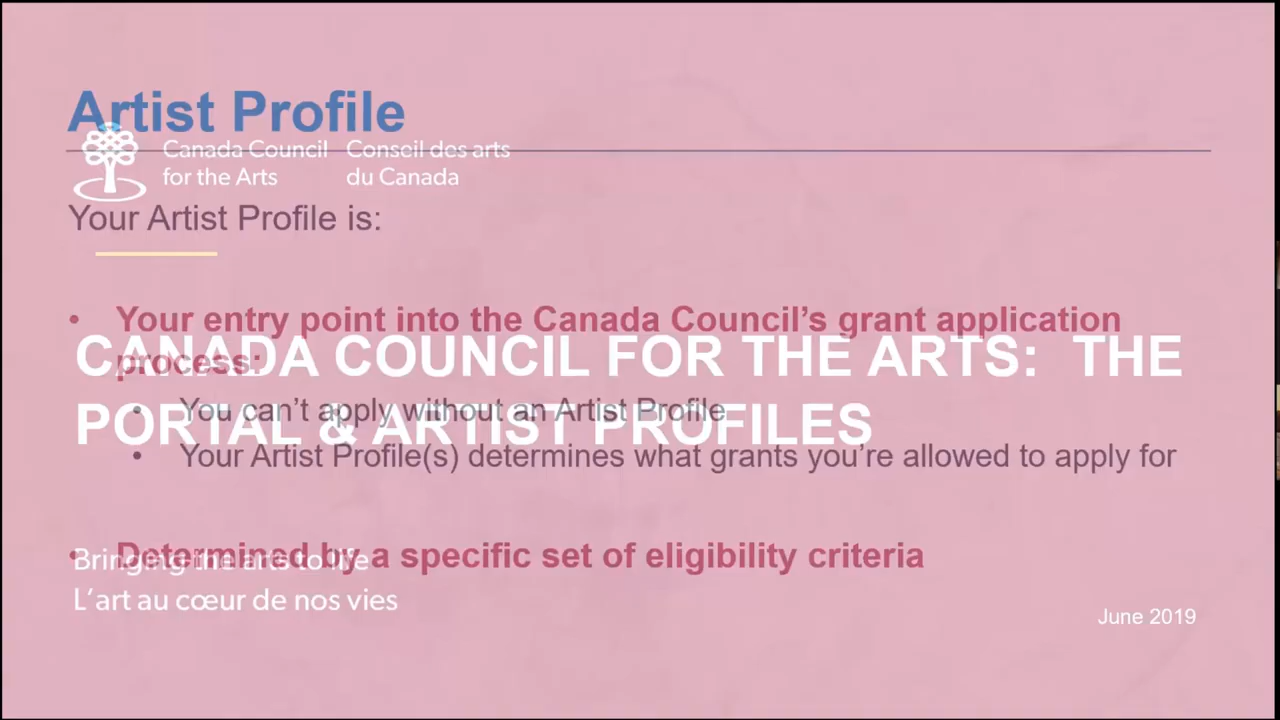 Artist Profile
Canada Council for the Arts
Conseil des arts du Canada
Your Artist Profile is:
• Your entry point into the Canada Council’s grant application
process:
CANADA COUNCIL FOR THE ARTS: THE
PORTAL & ARTIST PROFILES
• You can’t apply without an Artist Profile
• Your Artist Profile(s) determines what grants you’re allowed to apply for
• Determined by a specific set of eligibility criteria
Bringing the arts to life
L’art au cœur de nos vies
June 2019